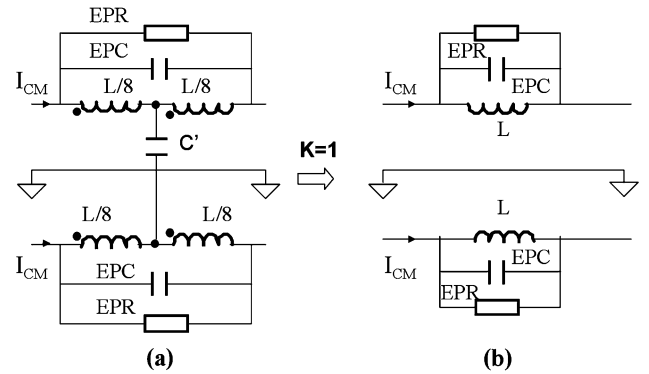 EPR
EPC
L/8 L/8
I_CM
C'
L/8 L/8
I_CM
EPC
EPR
(a)
K=1
EPR
EPC
I_CM
L
L
I_CM
EPC
EPR
(b)